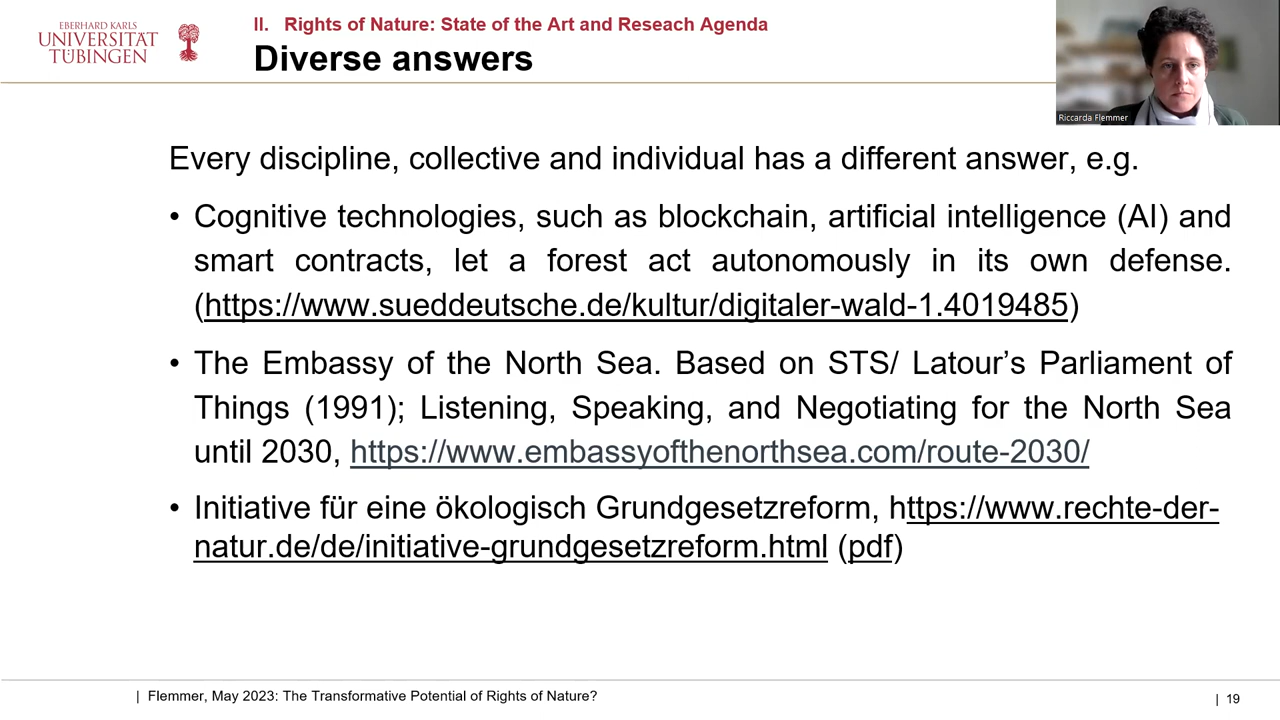 EBERHARD KARLS
UNIVERSITÄT
TÜBINGEN
II. Rights of Nature: State of the Art and Reseach Agenda
Diverse answers
Riccarda Flemmer
Every discipline, collective and individual has a different answer, e.g.
• Cognitive technologies, such as blockchain, artificial intelligence (AI) and
smart contracts, let a forest act autonomously in its own defense.
(https://www.sueddeutsche.de/kultur/digitaler-wald-1.4019485)
• The Embassy of the North Sea. Based on STS/ Latour’s Parliament of
Things (1991); Listening, Speaking, and Negotiating for the North Sea
until 2030, https://www.embassyofthenorthsea.com/route-2030/
• Initiative für eine ökologisch Grundgesetzreform, https://www.rechte-der-
natur.de/de/initiative-grundgesetzreform.html (pdf)
| Flemmer, May 2023: The Transformative Potential of Rights of Nature?
| 19